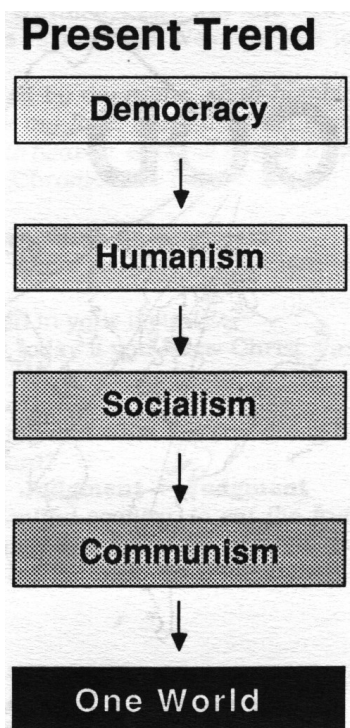 Present Trend
Democracy
Humanism
Socialism
Communism
One World